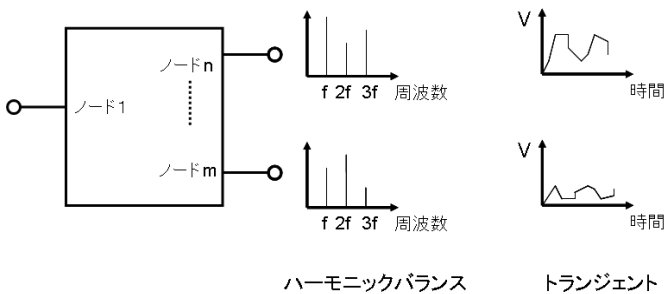 V
ノードn
f 2f 3f 周波数
時間
ノード1
ノードm
V
f 2f 3f 周波数
時間
ハーモニックバランス
トランジェント